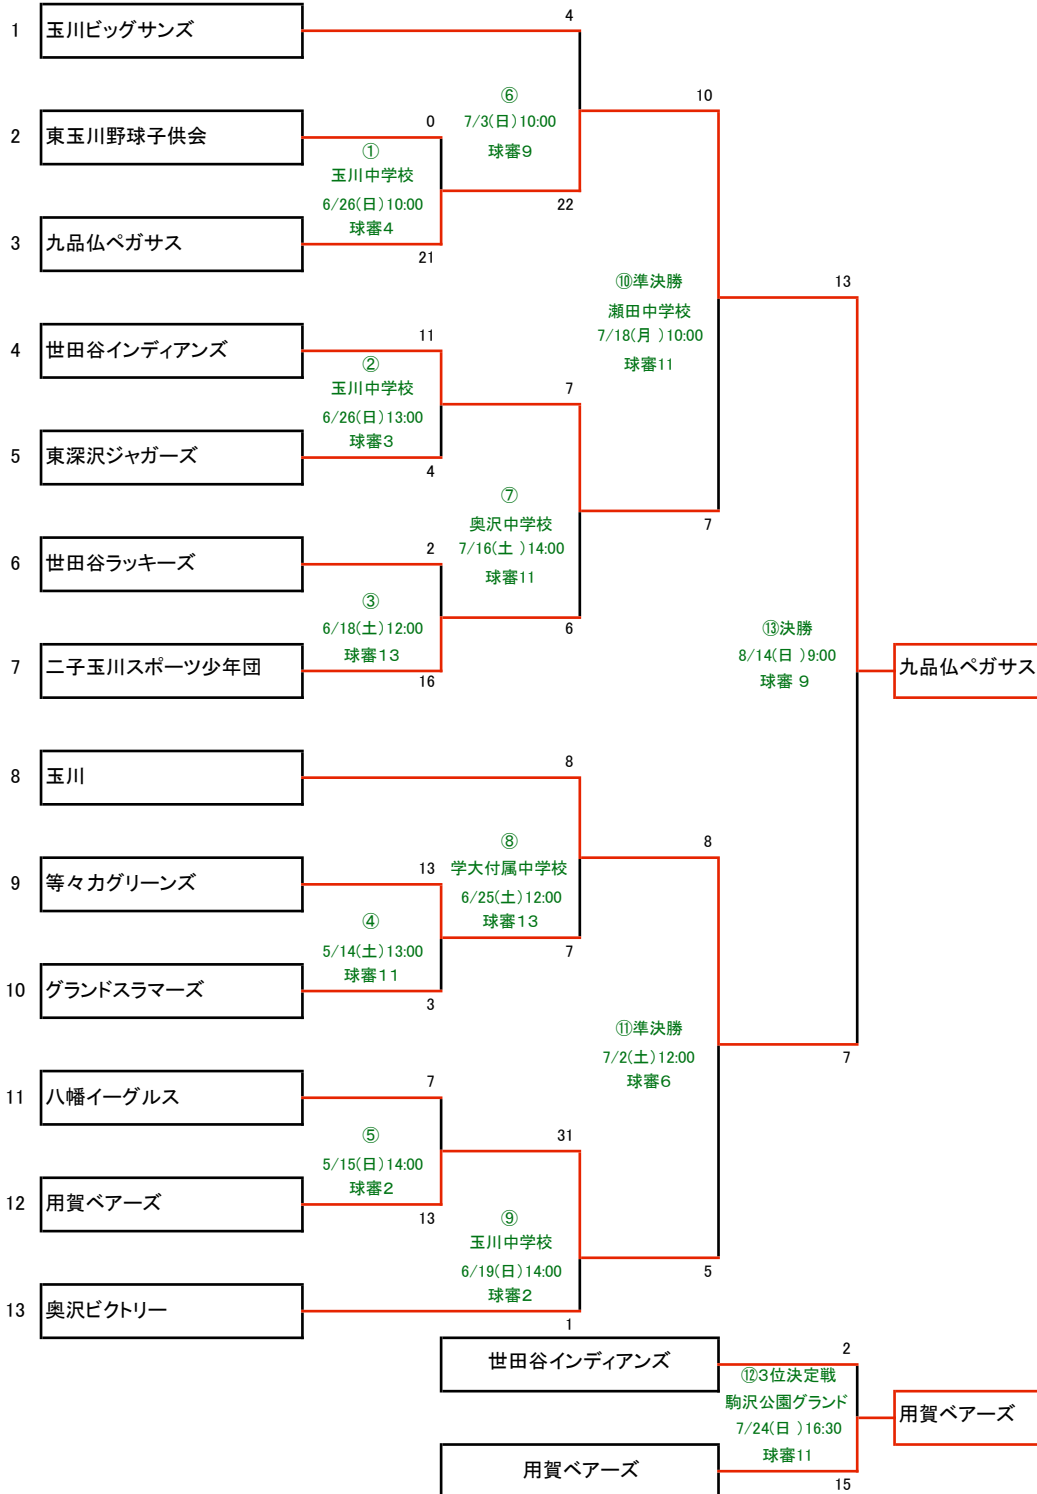 4
1 玉川ビッグサンズ
⑥
10
7/3(日)10:00
0
2 東玉川野球子供会
①
球審9
玉川中学校
6/26(日)10:00
22
球審4
3 九品仏ペガサス
21
⑩準決勝
13
瀬田中学校
11
7/18(月 )10:00
4 世田谷インディアンズ
②
球審11
玉川中学校
7
6/26(日)13:00
球審3
5 東深沢ジャガーズ
4
⑦
奥沢中学校
7
2
7/16(土 )14:00
6 世田谷ラッキーズ
球審11
③
6/18(土)12:00
6
⑬決勝
球審13
8/14(日 )9:00
7 二子玉川スポーツ少年団
九品仏ペガサス
16
球審 9
8
8 玉川
⑧
8
13
学大付属中学校
9 等々力グリーンズ
6/25(土)12:00
④
球審13
5/14(土)13:00
7
球審11
10 グランドスラマーズ
3
⑪準決勝
7/2(土)12:00
7
7
球審6
11 八幡イーグルス
⑤
31
5/15(日)14:00
球審2
12 用賀ベアーズ
13
⑨
玉川中学校
6/19(日)14:00
5
球審2
13 奥沢ビクトリー
1
世田谷インディアンズ
2
⑫3位決定戦
駒沢公園グランド
用賀ベアーズ
7/24(日 )16:30
球審11
用賀ベアーズ
15